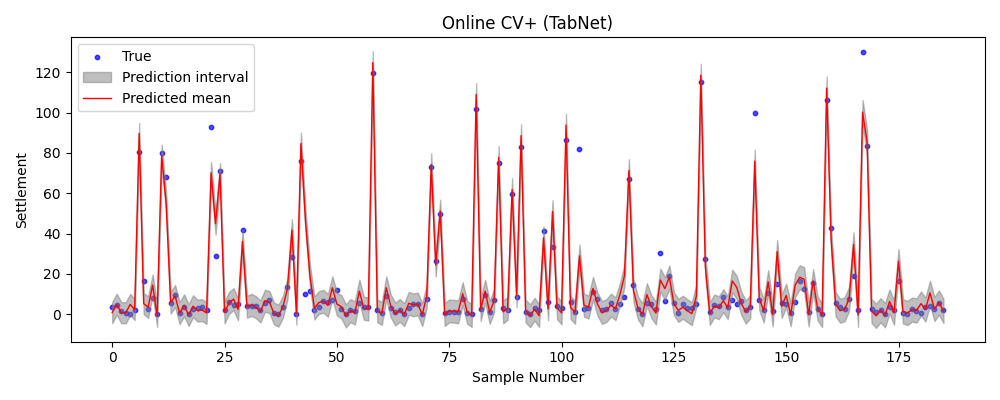 Online CV+ (TabNet)
True
Prediction interval
Predicted mean
Settlement
120
100
80
60
40
20
0
0 25 50 75 100 125 150 175
Sample Number